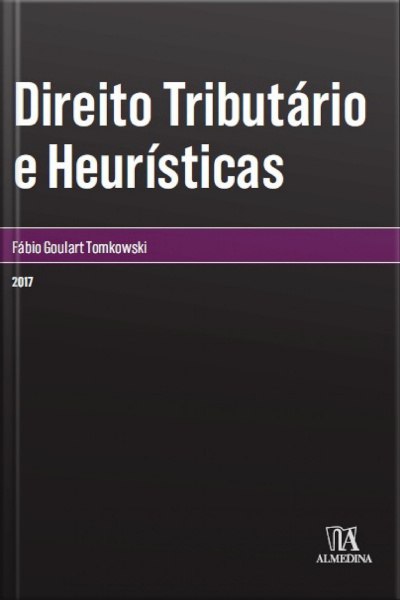 Direito Tributário
e Heurísticas
Fábio Goulart Tomkowski
2017
ALMEDINA